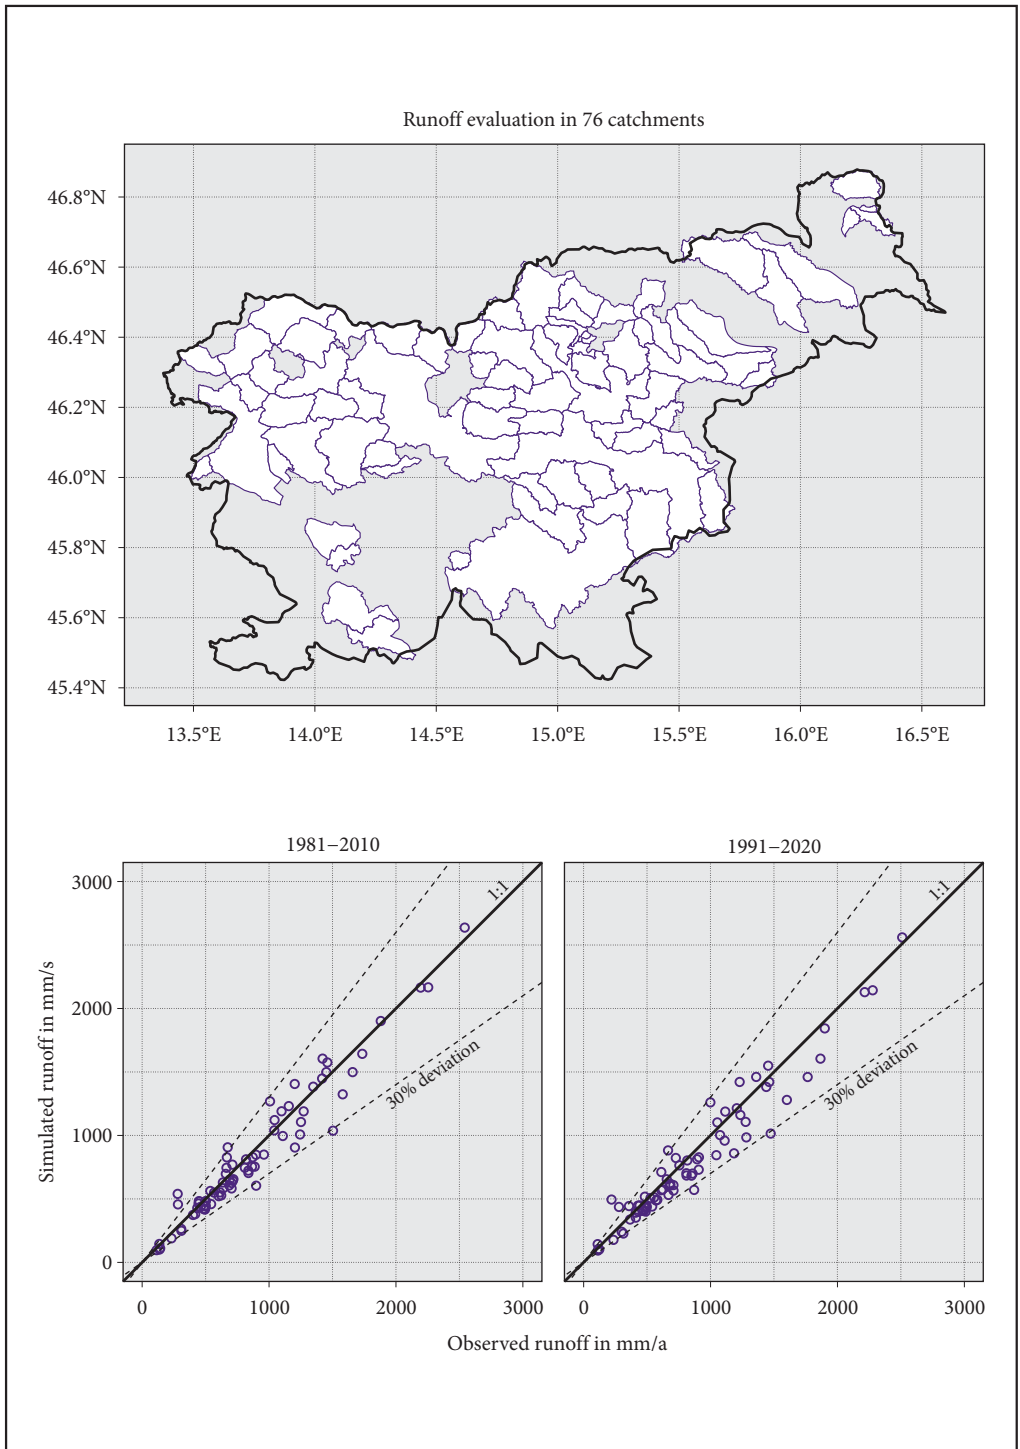 Runoff evaluation in 76 catchments
46.8°N
46.6°N
46.4°N
46.2°N
46.0°N
45.8°N
45.6°N
45.4°N
13.5°E 14.0°E 14.5°E 15.0°E 15.5°E 16.0°E 16.5°E
1981–2010 1991–2020
Simulated runoff in mm/s
3000
2000
1000
0
1:1
30% deviation
1:1
30% deviation
0 1000 2000 3000 0 1000 2000 3000
Observed runoff in mm/a